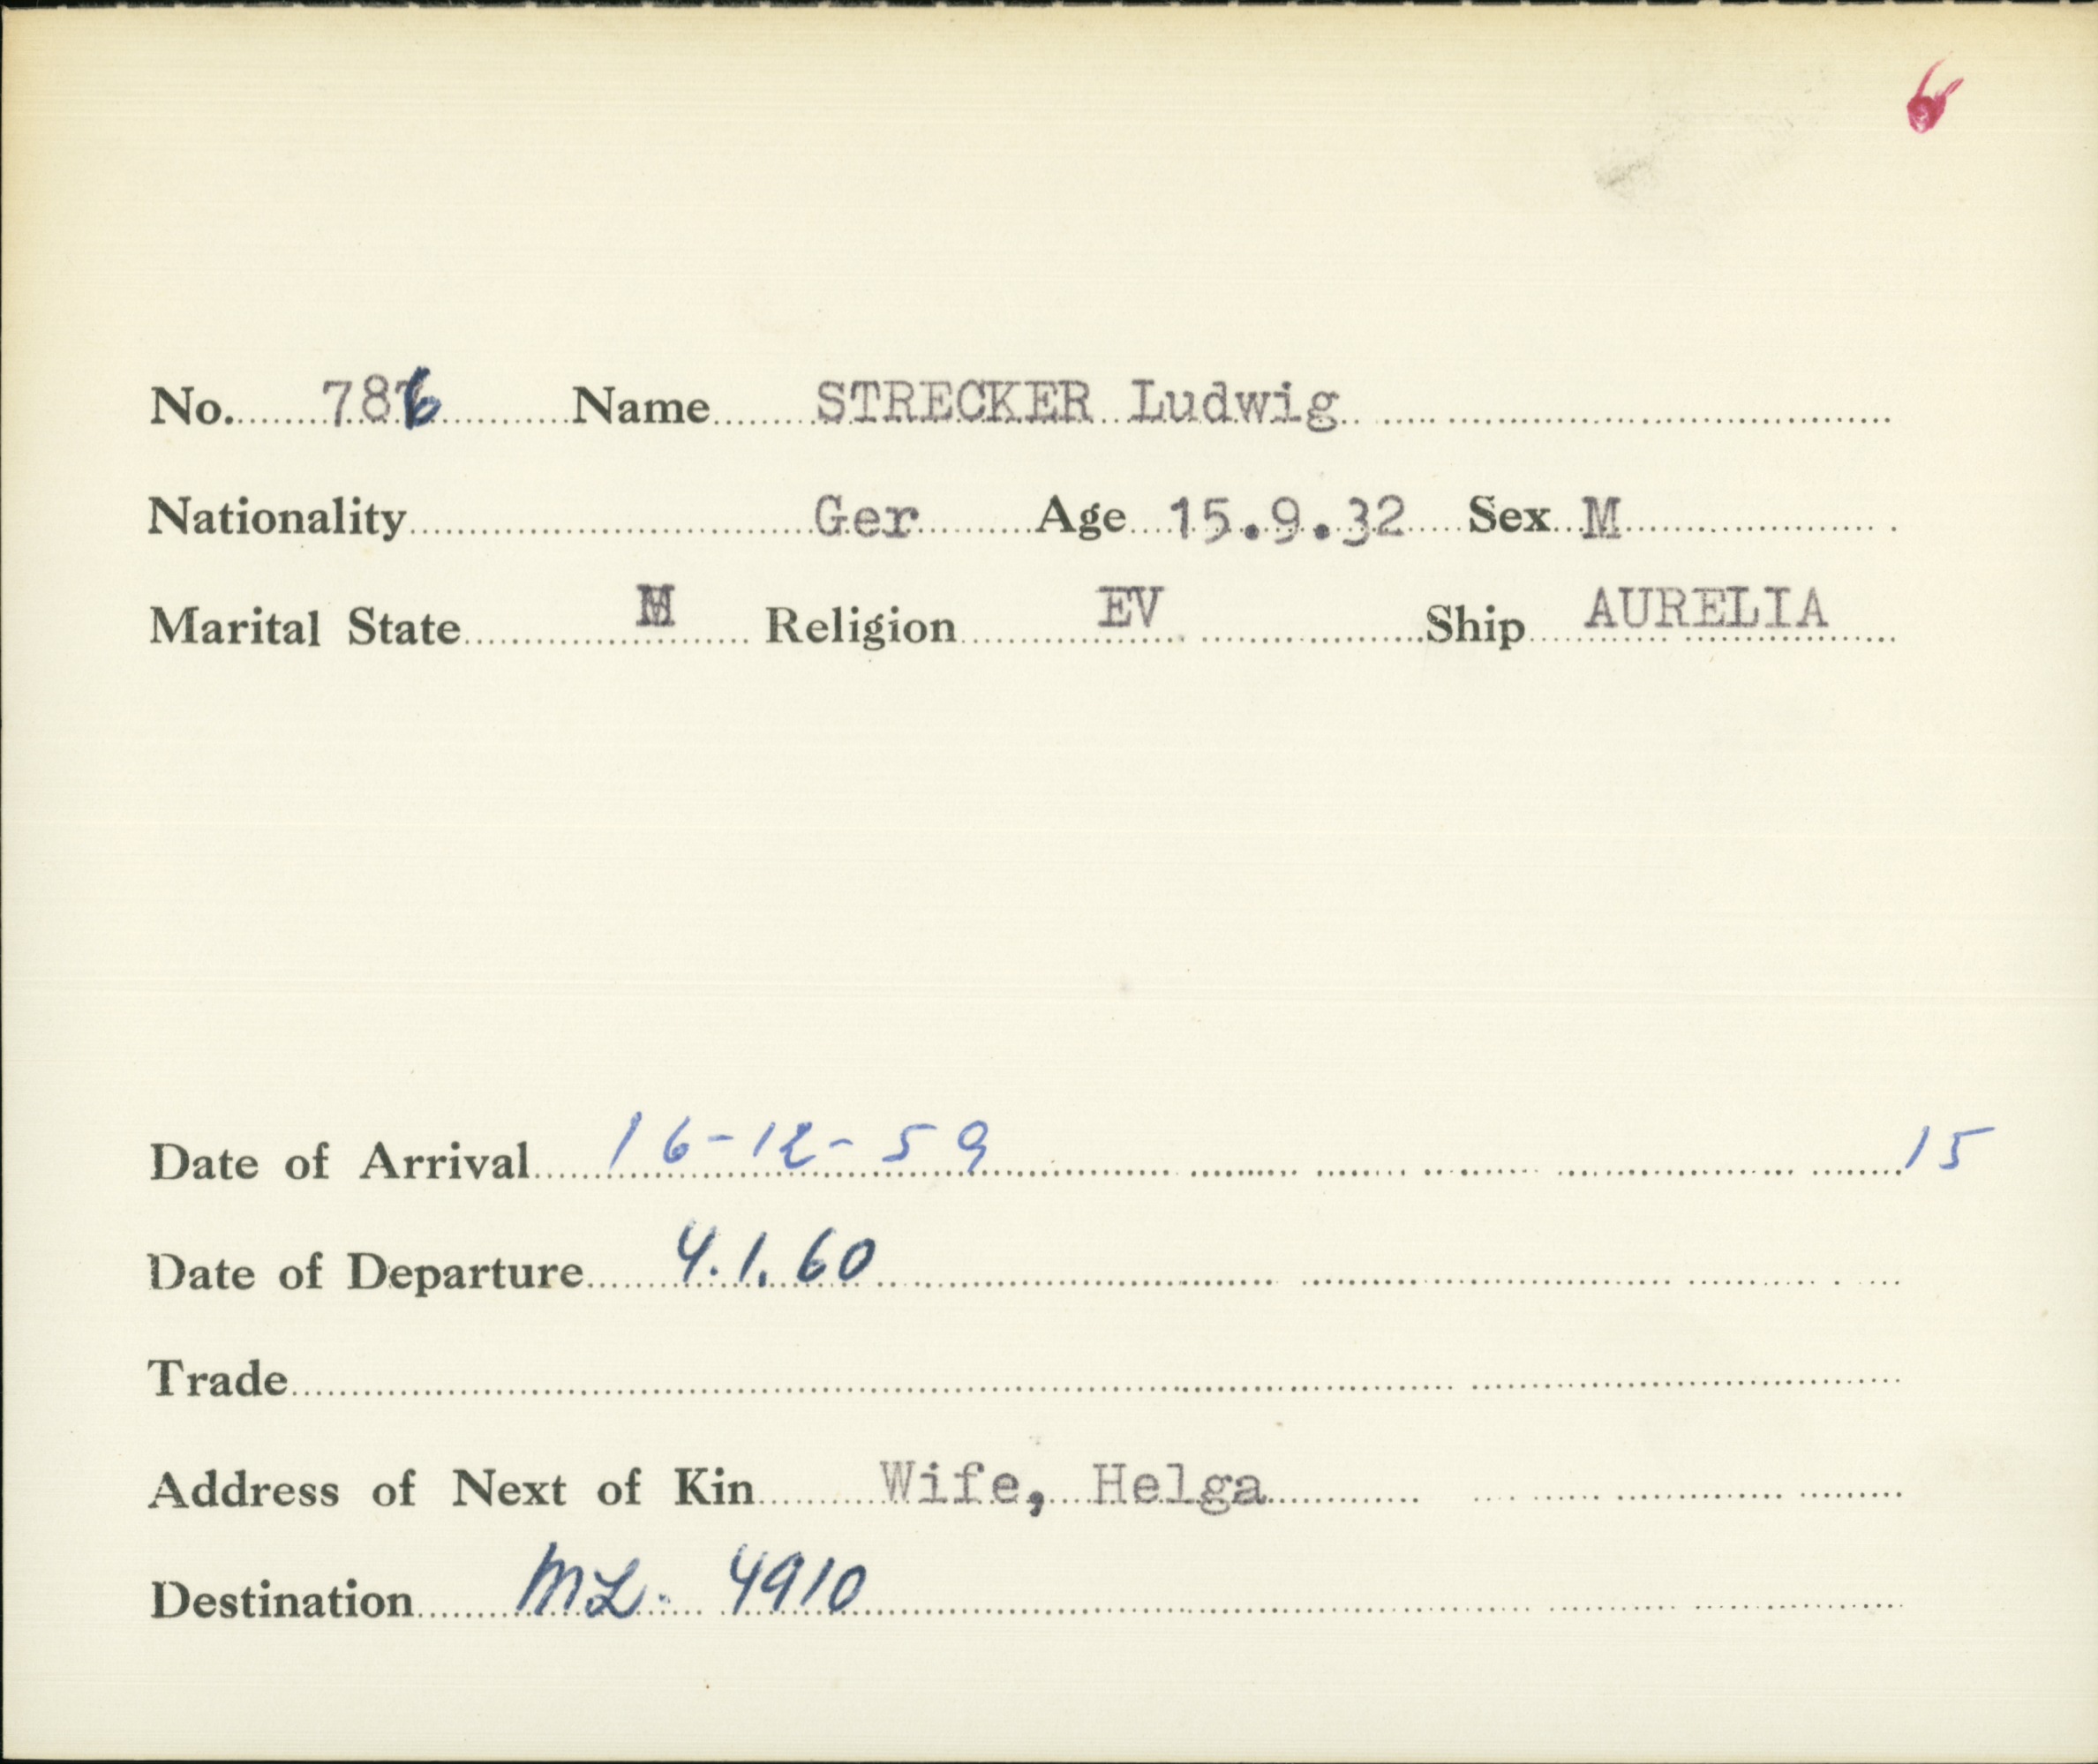 No. 786 Name STRECKER Ludwig
Nationality Ger Age 15.9.32 Sex M
Marital State M Religion EV Ship AURELIA
Date of Arrival 16-12-59 15
Date of Departure 4.1.60
Trade
Address of Next of Kin Wife, Helga
Destination ML. 4910